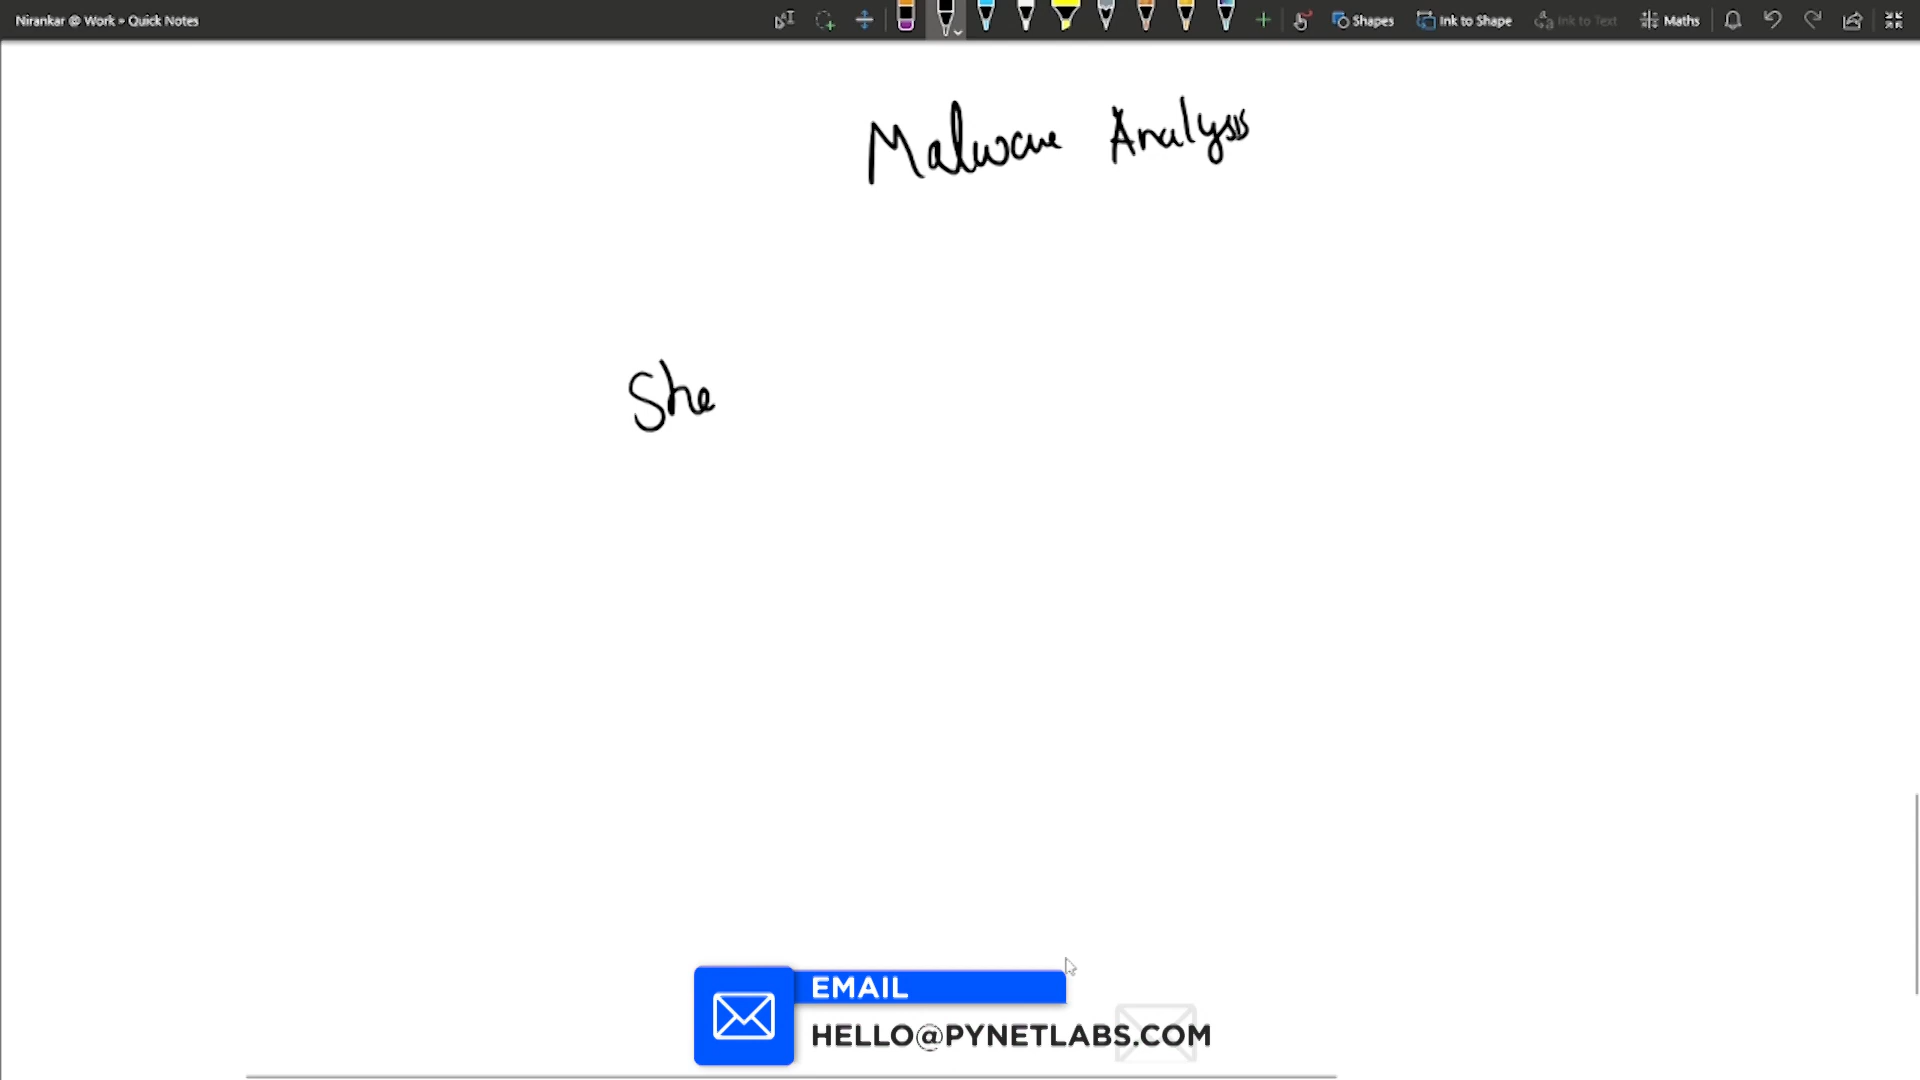 Nirankar @ Work » Quick Notes
Shapes
Ink to Shape
Ink to Text
Maths
Malware Analysis
She
EMAIL
HELLO@PYNETLABS.COM